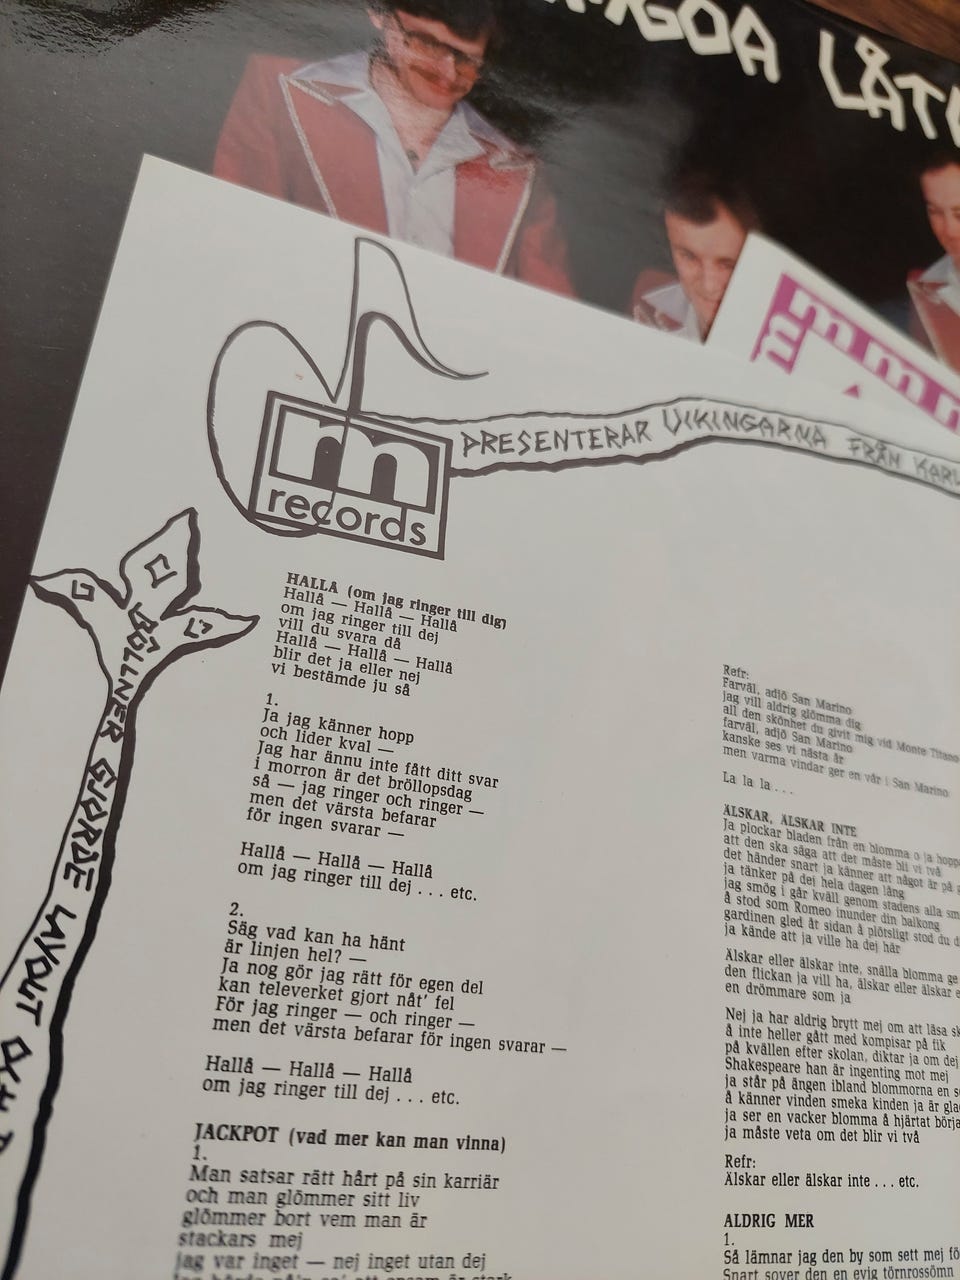 GOA LÅT
m
records
PRESENTERAR VIKINGARNA FRÅN KARL
BÖLLNER GJORDE LAYOUT OCH
HALLÅ (om jag ringer till dig)
Hallå — Hallå — Hallå
om jag ringer till dej
vill du svara då
Hallå — Hallå — Hallå
blir det ja eller nej
vi bestämde ju så
1.
Ja jag känner hopp
och lider kval —
Jag har ännu inte fått ditt svar
i morron är det bröllopsdag
så — jag ringer och ringer —
men det värsta befarar
för ingen svarar —
Hallå — Hallå — Hallå
om jag ringer till dej . . . etc.
2.
Säg vad kan ha hänt
är linjen hel? —
Ja nog gör jag rätt för egen del
kan televerket gjort nåt' fel
För jag ringer — och ringer —
men det värsta befarar för ingen svarar —
Hallå — Hallå — Hallå
om jag ringer till dej . . . etc.
JACKPOT (vad mer kan man vinna)
1.
Man satsar rätt hårt på sin karriär
och man glömmer sitt liv
glömmer bort vem man är
stackars mej
jag var inget — nej inget utan dej
Refr:
Farväl, adjö San Marino
jag vill aldrig glömma dig
all den skönhet du givit mig vid Monte Titano
farväl, adjö San Marino
kanske ses vi nästa år
men varma vindar ger en vår i San Marino
La la la . . .
ÄLSKAR, ÄLSKAR INTE
Ja plockar bladen från en blomma o ja hopp
att den ska säga att det måste bli vi två
det händer snart ja känner att något är på
ja tänker på dej hela dagen lång
jag smög i går kväll genom stadens alla
å stod som Romeo inunder din balkong
gardinen gled åt sidan å plötsligt stod du
ja kände att ja ville ha dej här
Älskar eller älskar inte, snälla blomma ge
den flickan ja vill ha, älskar eller älskar
en drömmare som ja
Nej ja har aldrig brytt mej om att läsa
å inte heller gått med kompisar på fik
på kvällen efter skolan, diktar ja om dej
Shakespeare han är ingenting mot mej
ja står på ängen ibland blommorna en
å känner vinden smeka kinden ja är
ja ser en vacker blomma å hjärtat börja
ja måste veta om det blir vi två
Refr:
Älskar eller älskar inte . . . etc.
ALDRIG MER
1.
Så lämnar jag den by som sett mej
Snart sover den en evig törnrossömn